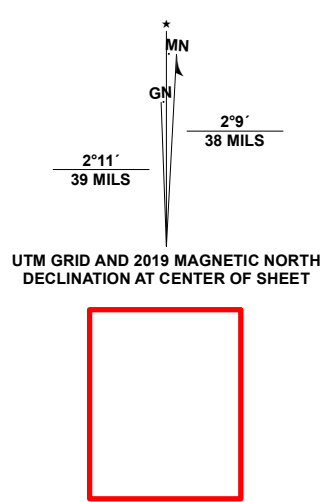 MN
GN
2°9´
38 MILS
2°11´
39 MILS
UTM GRID AND 2019 MAGNETIC NORTH
DECLINATION AT CENTER OF SHEET